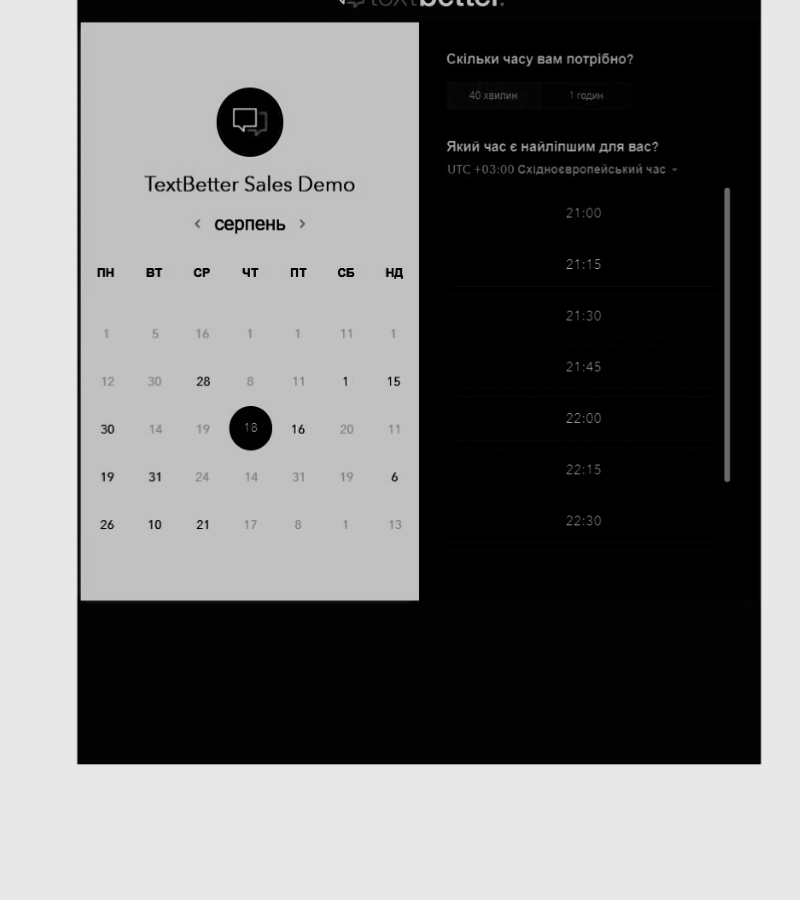 textbetter.
TextBetter Sales Demo
< серпень >
ПН ВТ СР ЧТ ПТ СБ НД
1 5 16 1 1 11 1
12 30 28 8 11 1 15
30 14 19 18 16 20 11
19 31 24 14 31 19 6
26 10 21 17 8 1 13
Скільки часу вам потрібно?
40 хвилин 1 годин
Який час є найліпшим для вас?
UTC +03:00 Східноєвропейський час
21:00
21:15
21:30
21:45
22:00
22:15
22:30